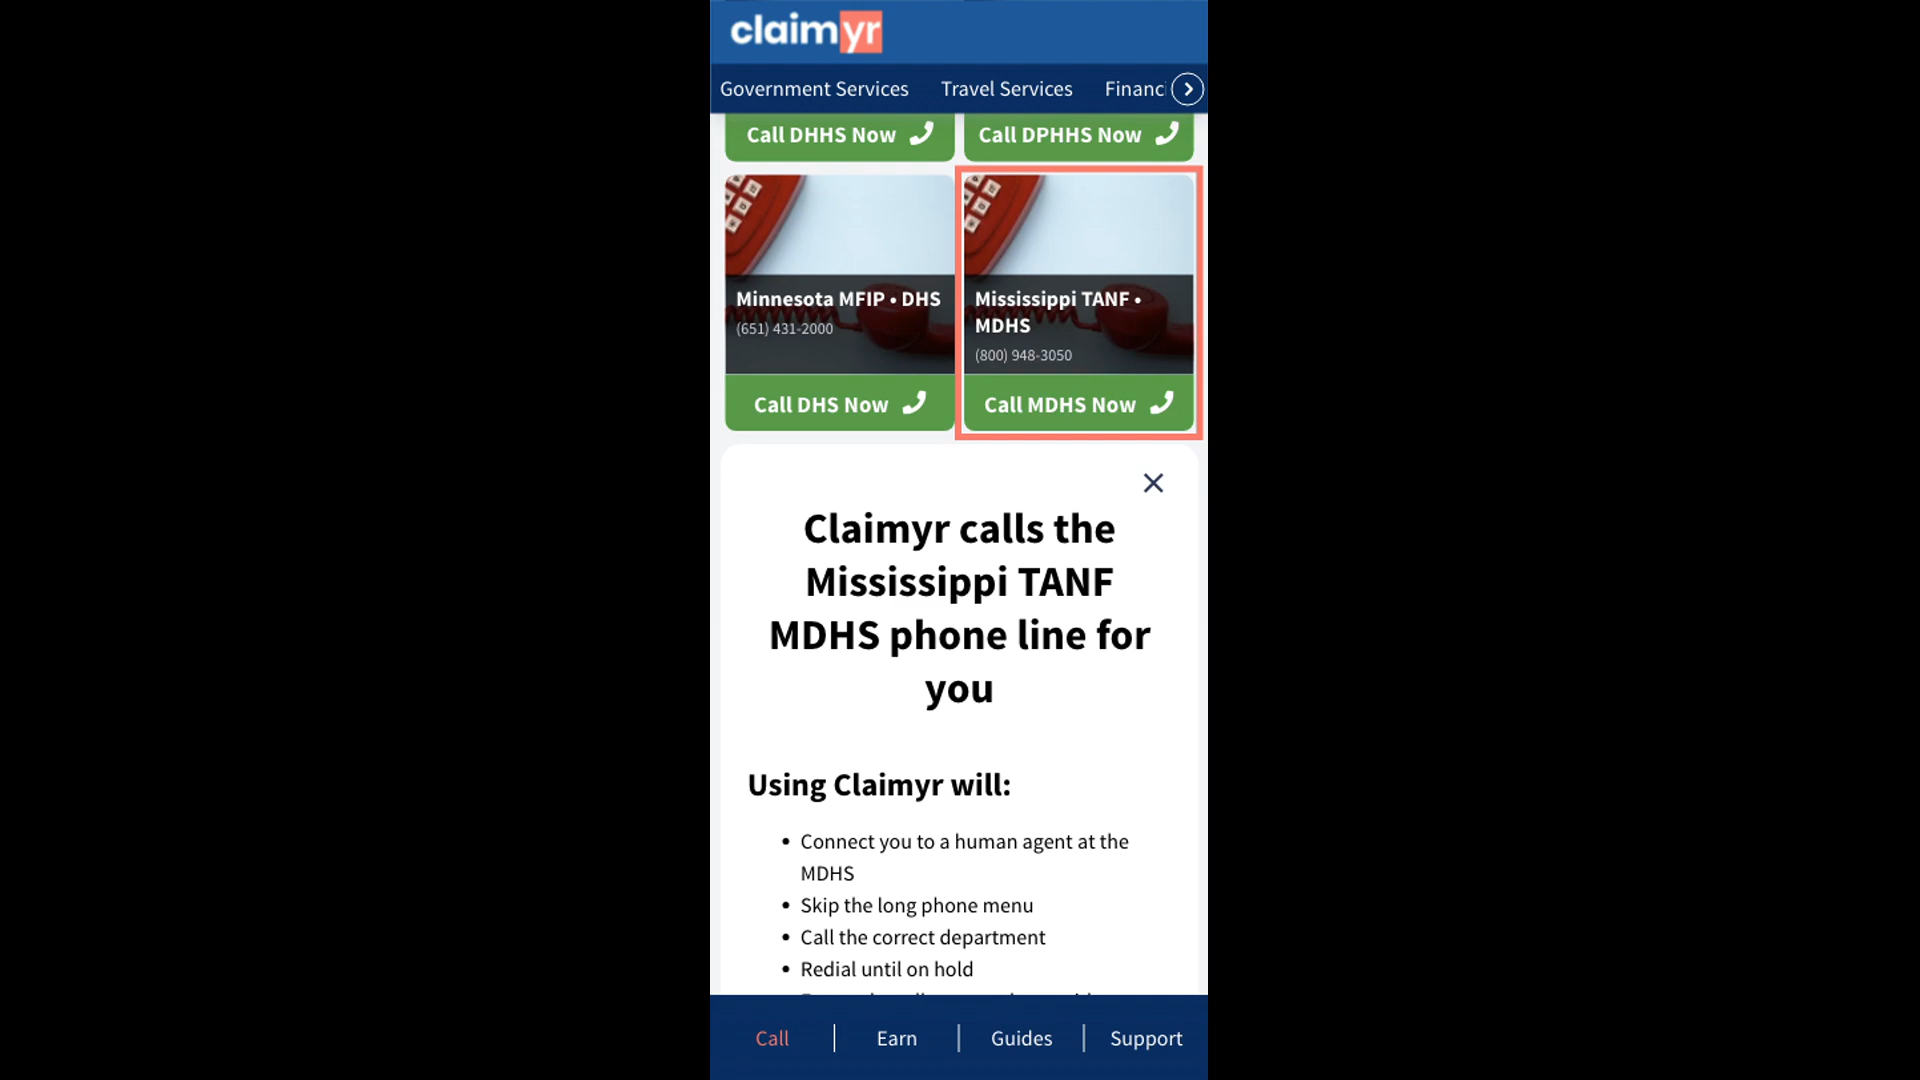 claimyr
Government Services Travel Services Financ
Call DHHS Now Call DPHHS Now
Minnesota MFIP • DHS
(651) 431-2000
Call DHS Now
Mississippi TANF •
MDHS
(800) 948-3050
Call MDHS Now
Claimyr calls the
Mississippi TANF
MDHS phone line for
you
Using Claimyr will:
• Connect you to a human agent at the
MDHS
• Skip the long phone menu
• Call the correct department
• Redial until on hold
Call | Earn | Guides | Support